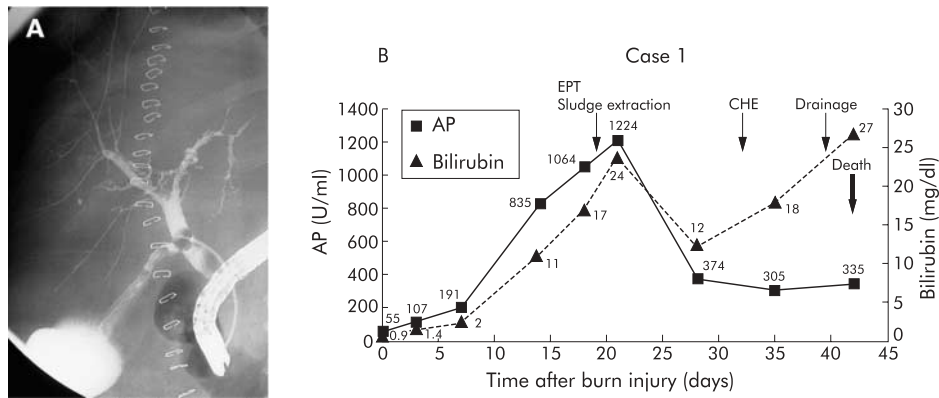 A
B
Case 1
EPT
Sludge extraction
CHE
Drainage
Death
AP
Bilirubin
AP (U/ml)
1400
1200
1000
800
600
400
200
0
Bilirubin (mg/dl)
30
25
20
15
10
5
0
55
107
191
835
1064
1224
374
305
335
0.9
1.4
2
11
17
24
12
18
27
0 5 10 15 20 25 30 35 40 45
Time after burn injury (days)